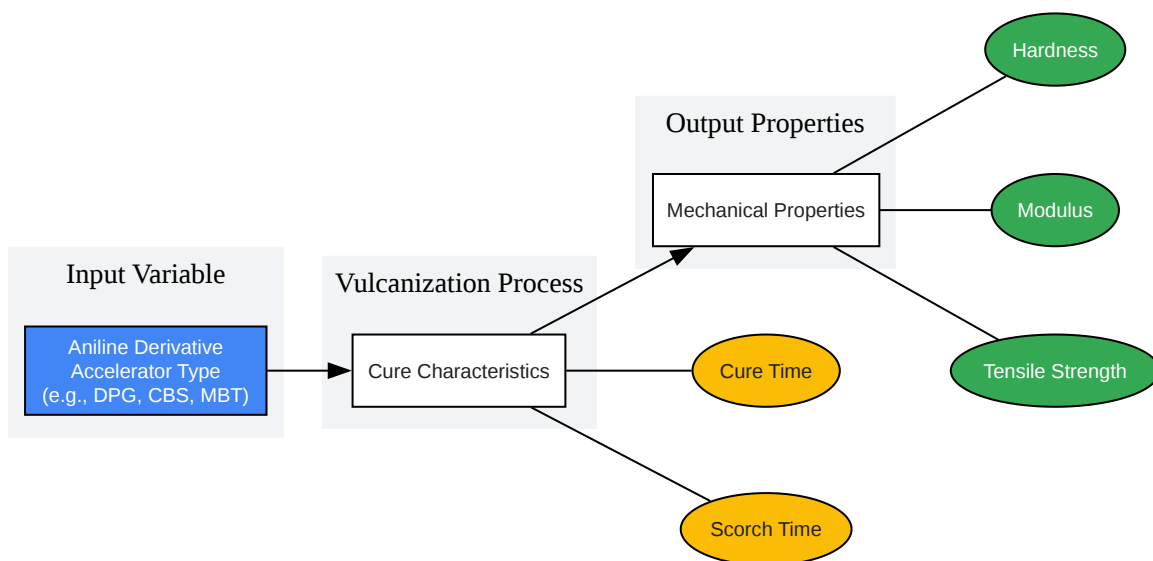 Input Variable
Aniline Derivative
Accelerator Type
(e.g., DPG, CBS, MBT)
Vulcanization Process
Cure Characteristics
Output Properties
Mechanical Properties
Hardness
Modulus
Tensile Strength
Cure Time
Scorch Time